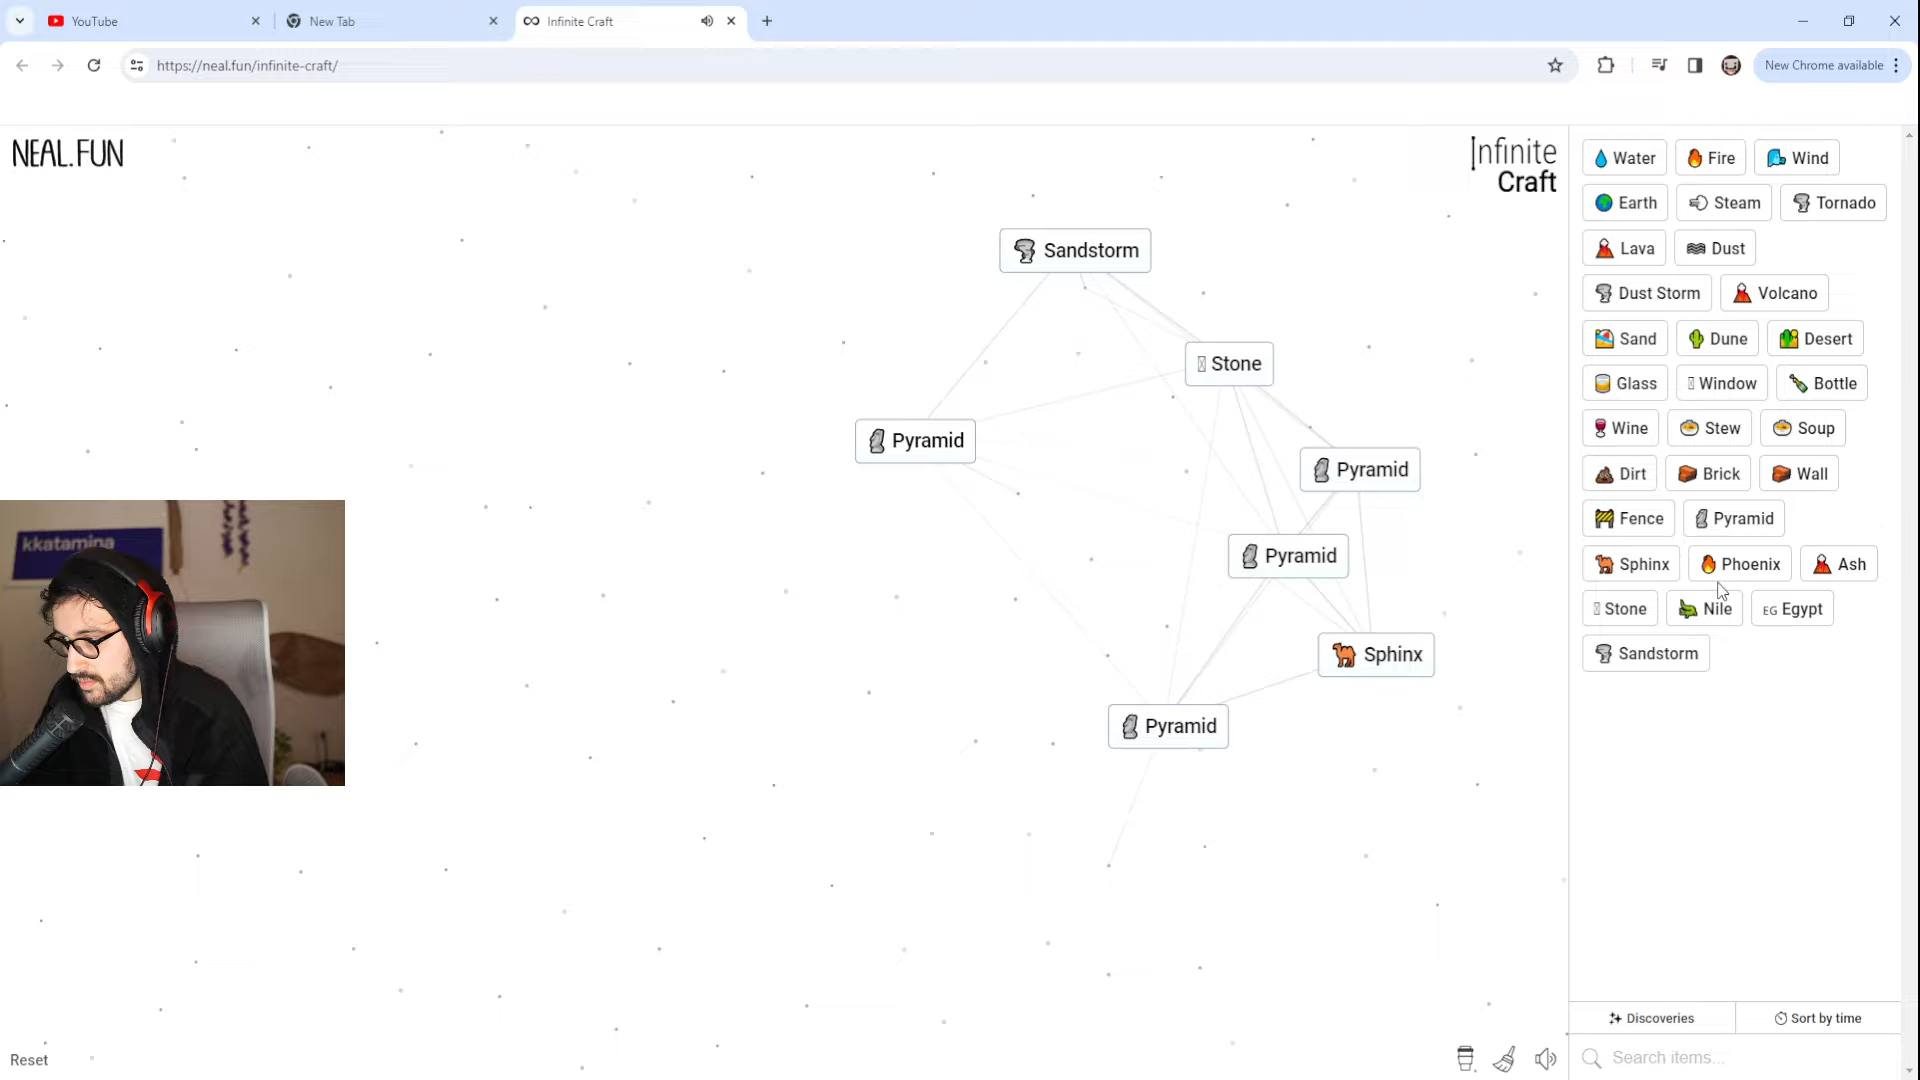 YouTube
New Tab
Infinite Craft
https://neal.fun/infinite-craft/
New Chrome available
NEAL.FUN
Infinite
Craft
Sandstorm
Stone
Pyramid
Pyramid
Pyramid
Sphinx
Pyramid
kkatamina
Water Fire Wind
Earth Steam Tornado
Lava Dust
Dust Storm Volcano
Sand Dune Desert
Glass Window Bottle
Wine Stew Soup
Dirt Brick Wall
Fence Pyramid
Sphinx Phoenix Ash
Stone Nile EG Egypt
Sandstorm
Discoveries Sort by time
Search items...
Reset